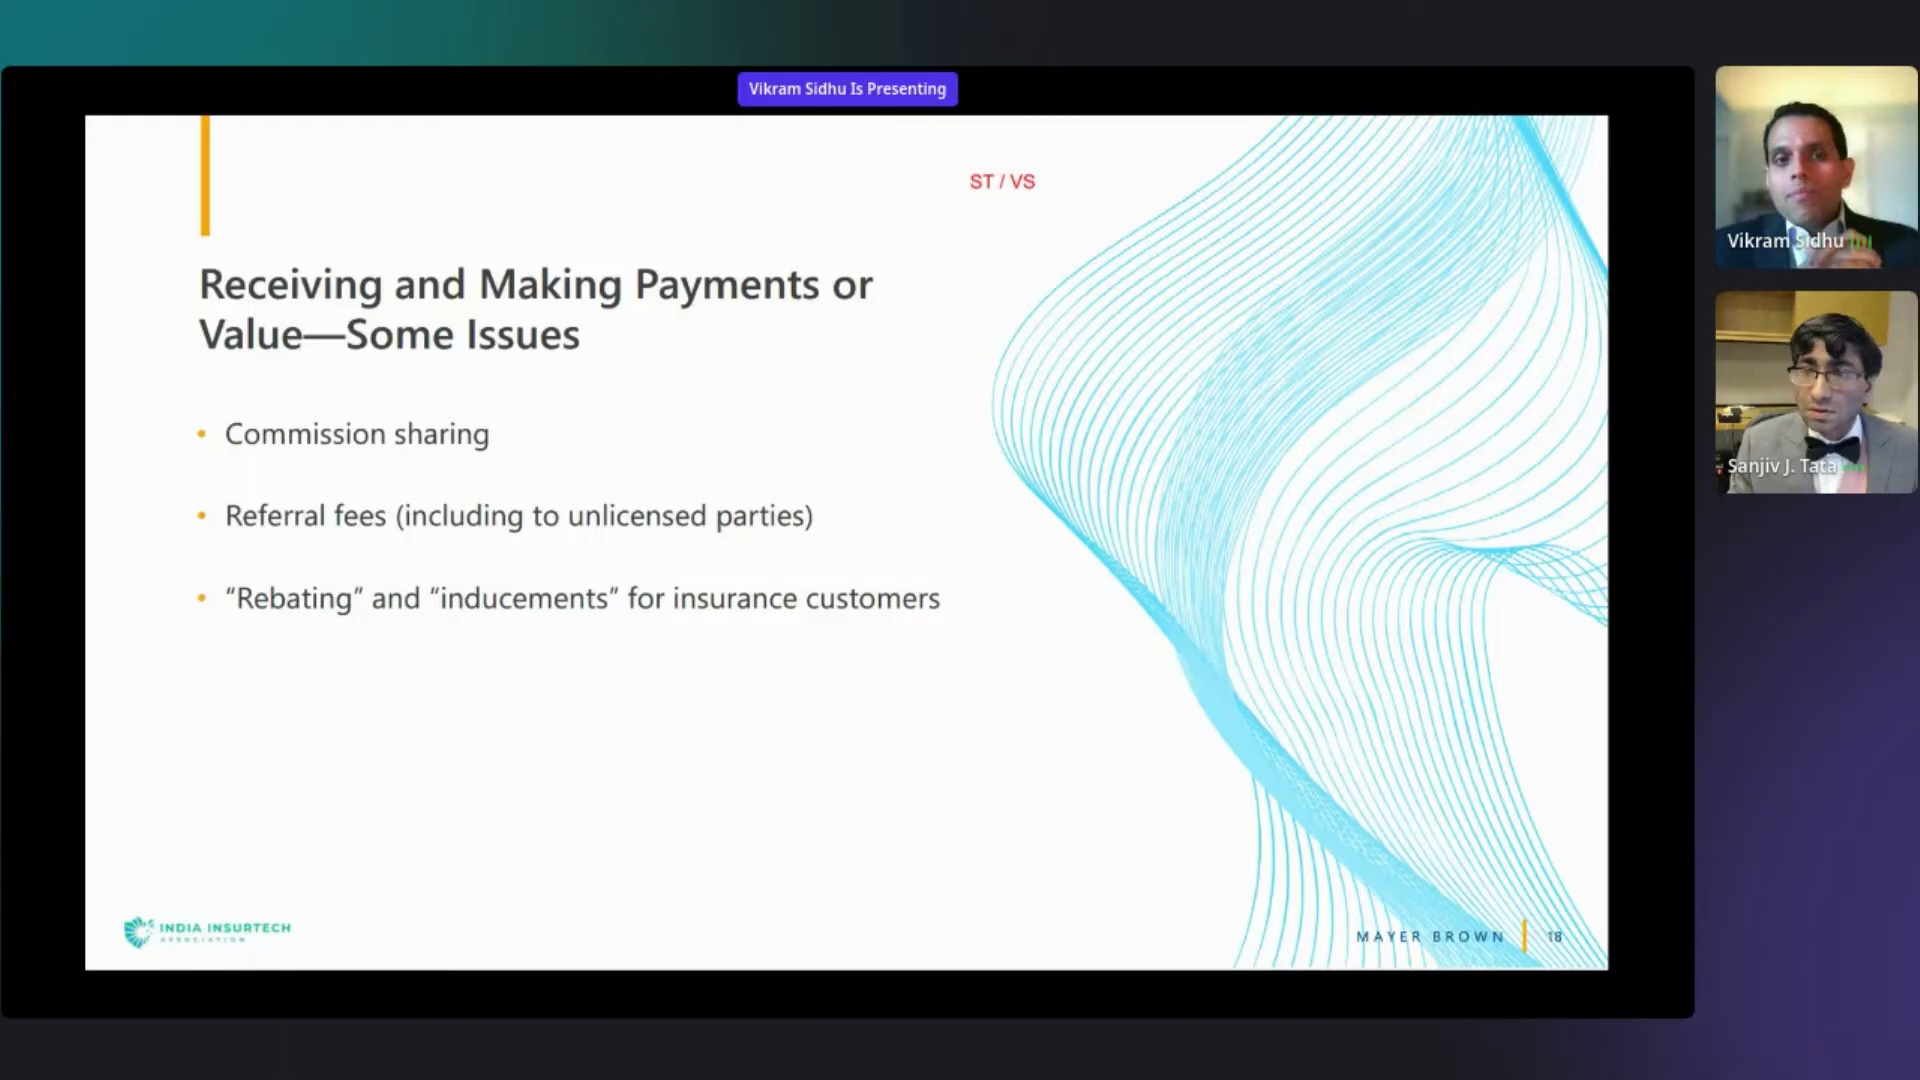 Vikram Sidhu Is Presenting
ST / VS
Receiving and Making Payments or
Value—Some Issues
• Commission sharing
• Referral fees (including to unlicensed parties)
• “Rebating” and “inducements” for insurance customers
INDIA INSURTECH
ASSOCIATION
MAYER BROWN
18
Vikram Sidhu
Sanjiv J. Tata